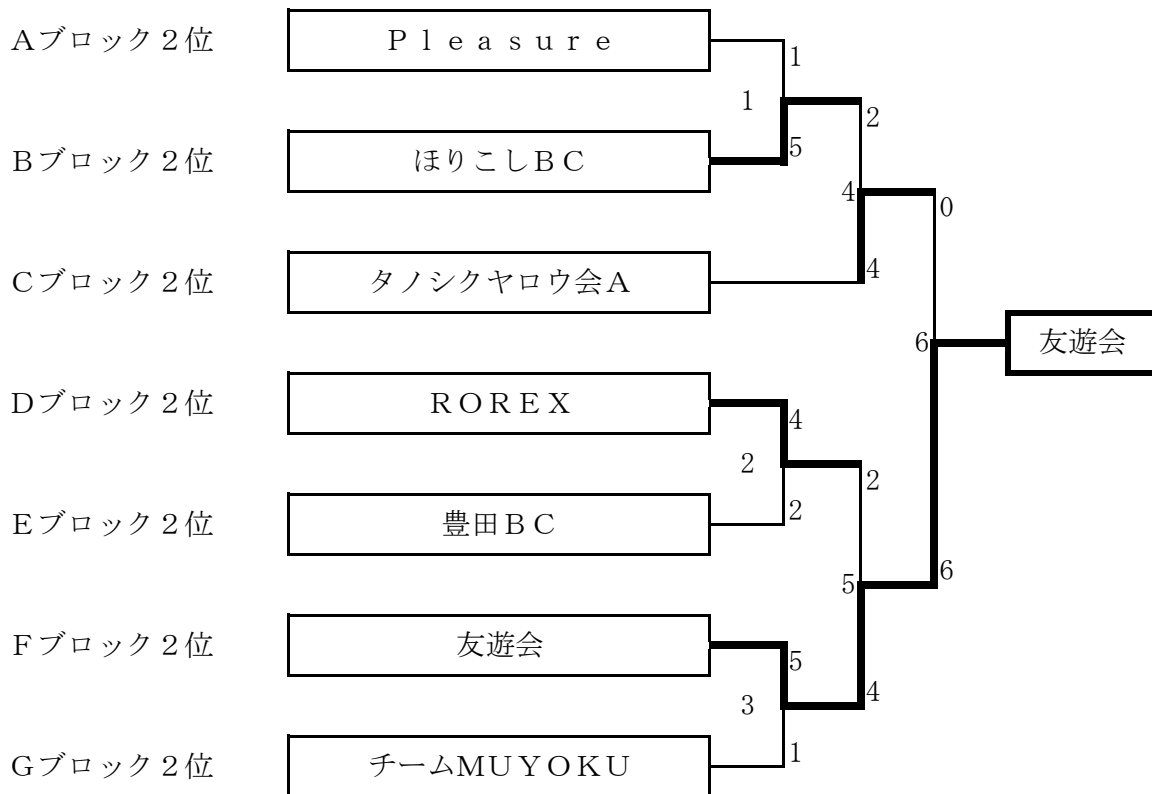 Ａブロック２位 Ｐｌｅａｓｕｒｅ
1
1
2
Ｂブロック２位 ほりこしＢＣ
5
4
0
Ｃブロック２位 タノシクヤロウ会Ａ
4
6
友遊会
Ｄブロック２位 ＲＯＲＥＸ
4
2
2
Ｅブロック２位 豊田ＢＣ
2
5
6
Ｆブロック２位 友遊会
5
3
4
Ｇブロック２位 チームMUＹＯＫＵ
1